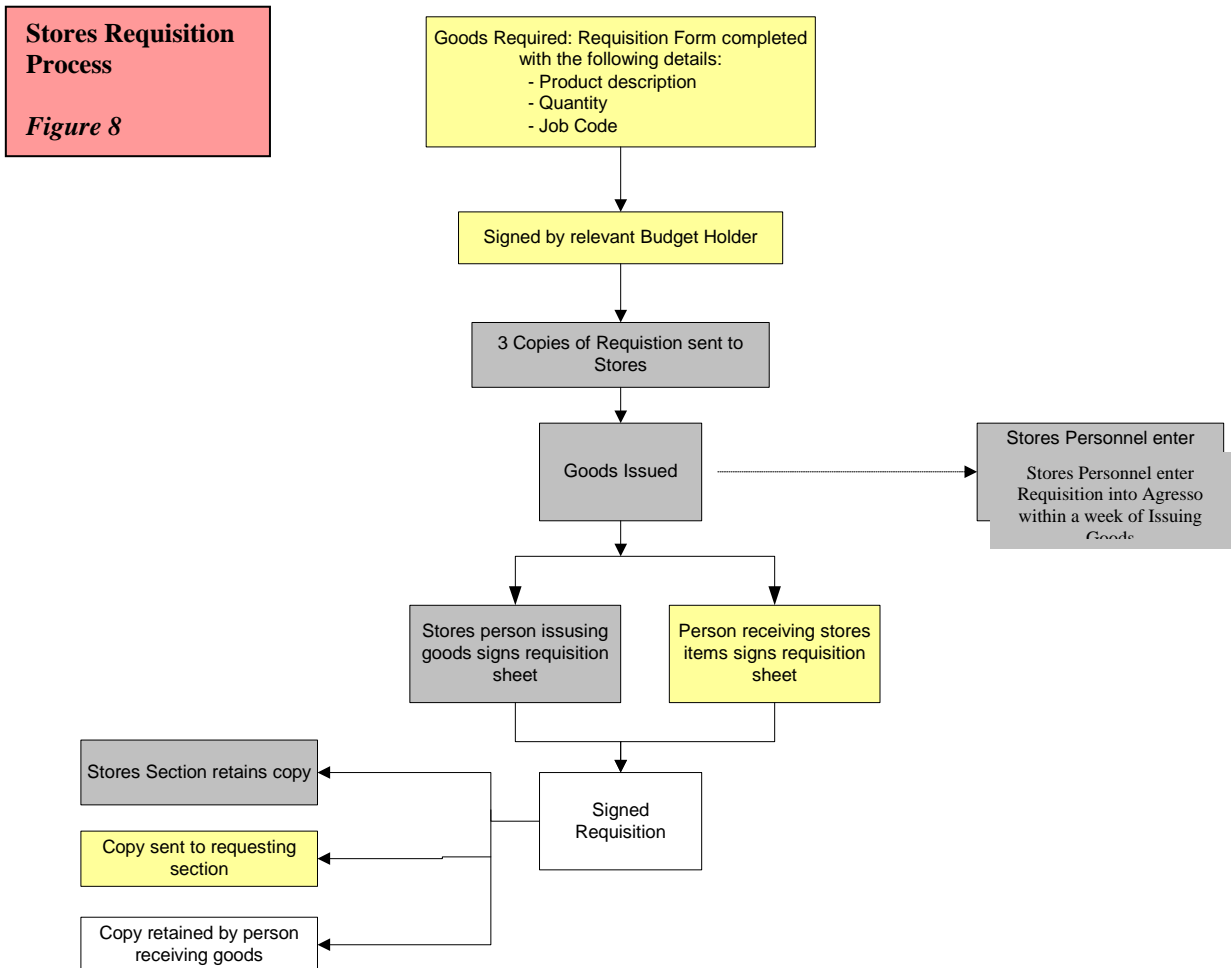 Stores Requisition
Process
Figure 8
Goods Required: Requisition Form completed
with the following details:
- Product description
- Quantity
- Job Code
Signed by relevant Budget Holder
3 Copies of Requistion sent to
Stores
Goods Issued
Stores Personnel enter
Stores Personnel enter
Requisition into Agresso
within a week of Issuing
Goods
Stores person issusing
goods signs requisition
sheet
Person receiving stores
items signs requisition
sheet
Signed
Requisition
Stores Section retains copy
Copy sent to requesting
section
Copy retained by person
receiving goods